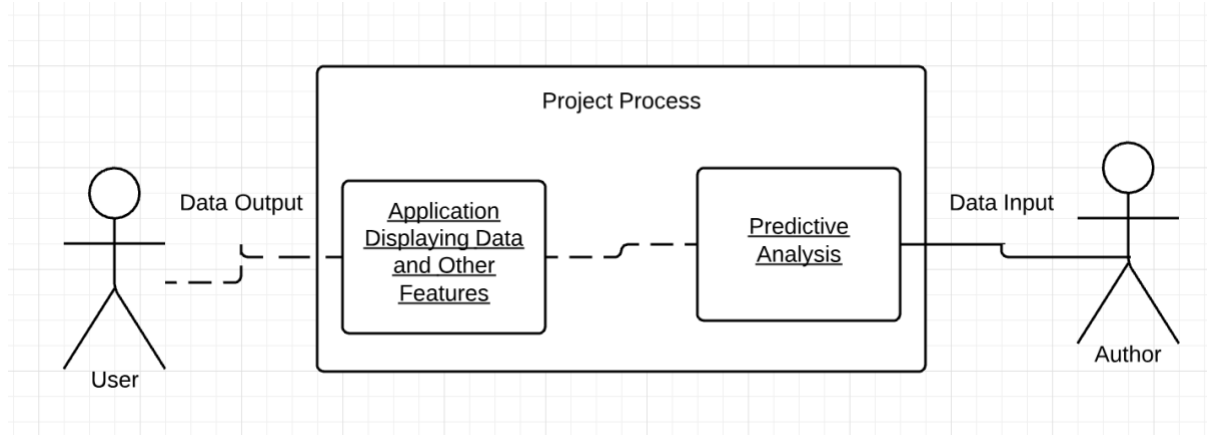 Project Process
Data Output
Application
Displaying Data
and Other
Features
Predictive
Analysis
Data Input
User
Author